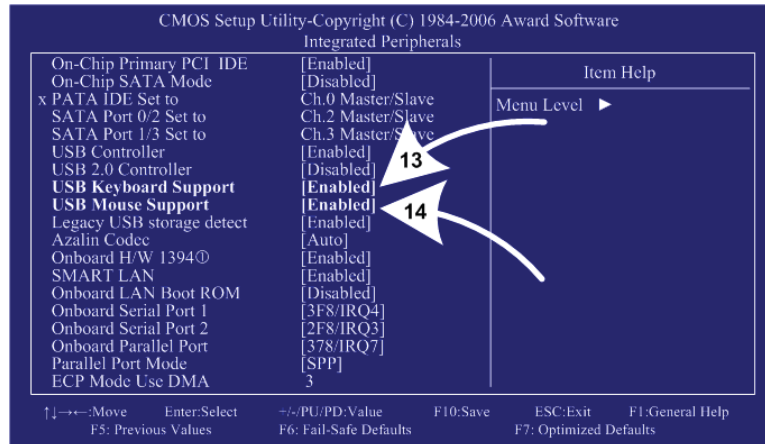 CMOS Setup Utility-Copyright (C) 1984-2006 Award Software
Integrated Peripherals
On-Chip Primary PCI IDE [Enabled]
On-Chip SATA Mode [Disabled]
x PATA IDE Set to Ch.0 Master/Slave
SATA Port 0/2 Set to Ch.2 Master/Slave
SATA Port 1/3 Set to Ch.3 Master/Slave
USB Controller [Enabled]
USB 2.0 Controller [Disabled]
USB Keyboard Support [Enabled]
USB Mouse Support [Enabled]
Legacy USB storage detect [Enabled]
Azalin Codec [Auto]
Onboard H/W 1394① [Enabled]
SMART LAN [Enabled]
Onboard LAN Boot ROM [Disabled]
Onboard Serial Port 1 [3F8/IRQ4]
Onboard Serial Port 2 [2F8/IRQ3]
Onboard Parallel Port [378/IRQ7]
Parallel Port Mode [SPP]
ECP Mode Use DMA 3
Item Help
Menu Level ►
13
14
↑↓→←:Move Enter:Select +/-/PU/PD:Value F10:Save ESC:Exit F1:General Help
F5: Previous Values F6: Fail-Safe Defaults F7: Optimized Defaults